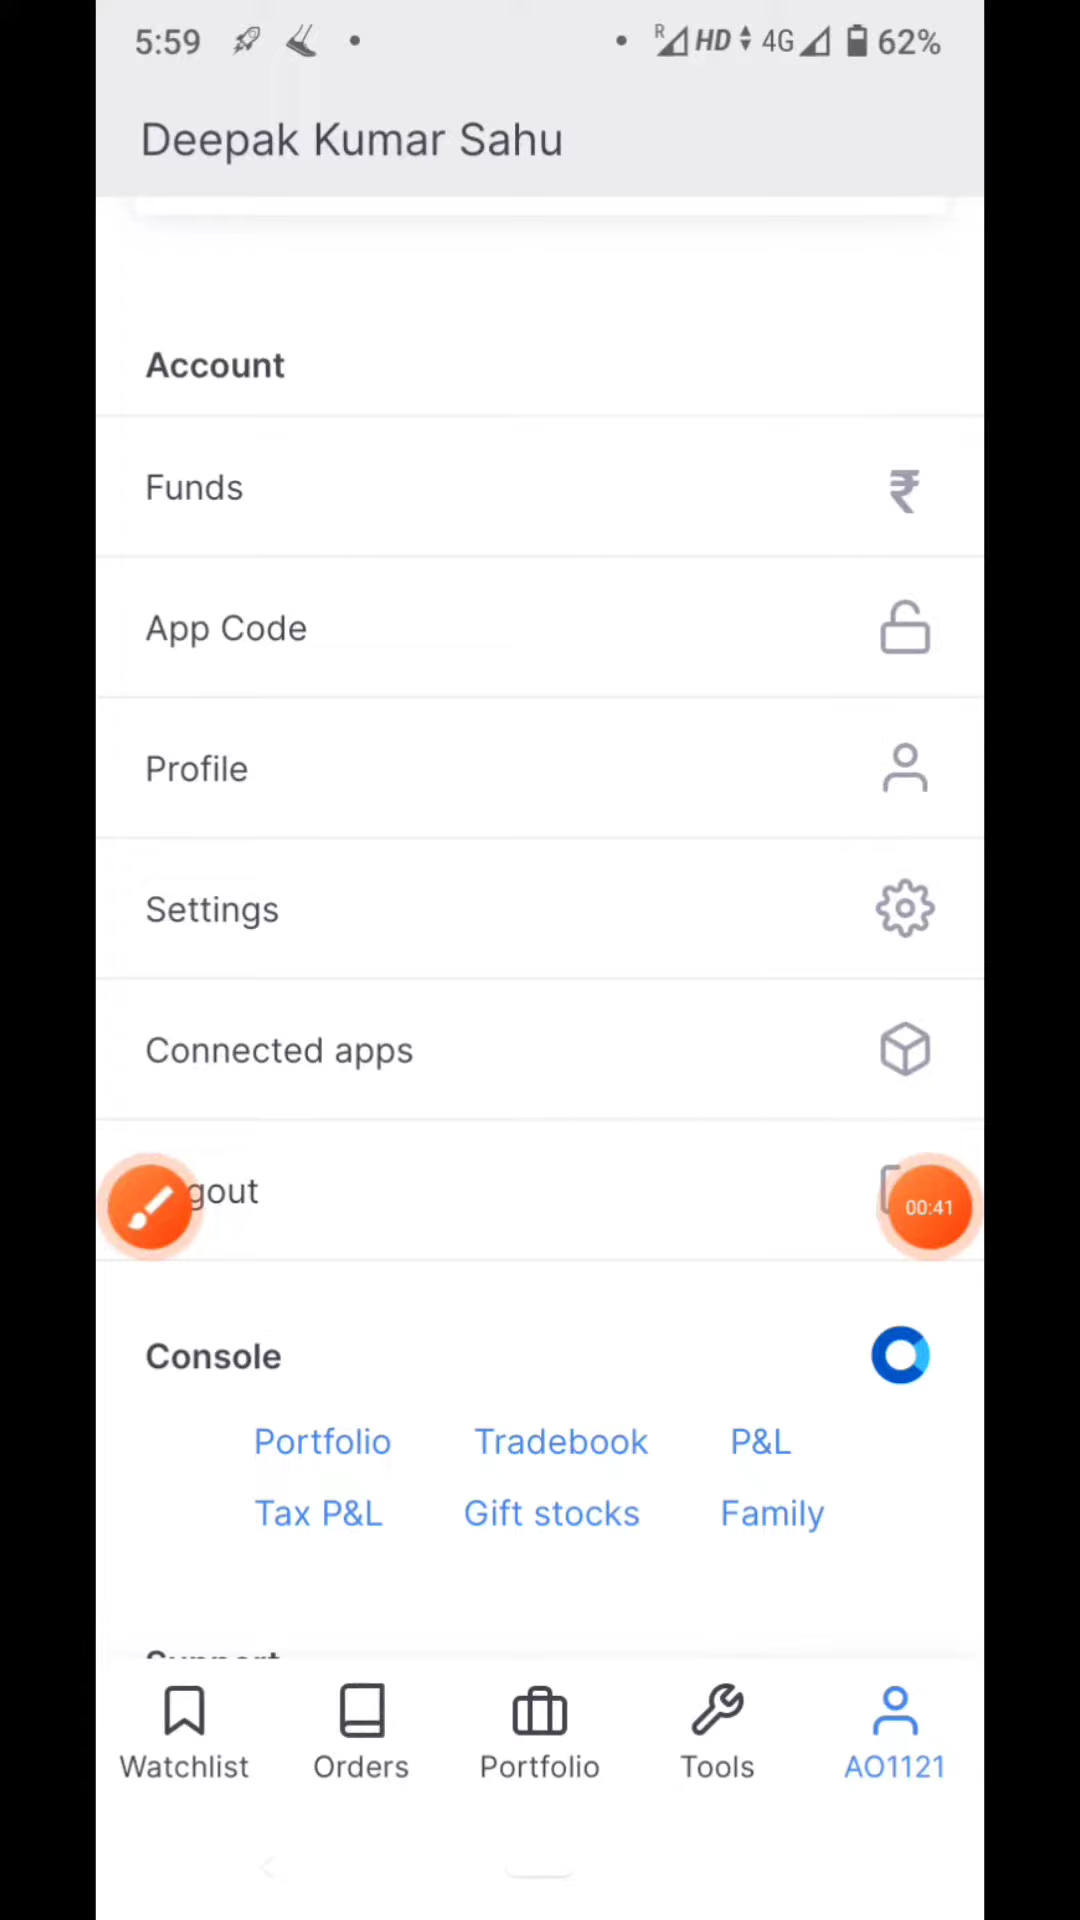 5:59 R HD 4G 62%
Deepak Kumar Sahu
Account
Funds ₹
App Code
Profile
Settings
Connected apps
gout
00:41
Console
Portfolio Tradebook P&L
Tax P&L Gift stocks Family
Support
Watchlist Orders Portfolio Tools AO1121